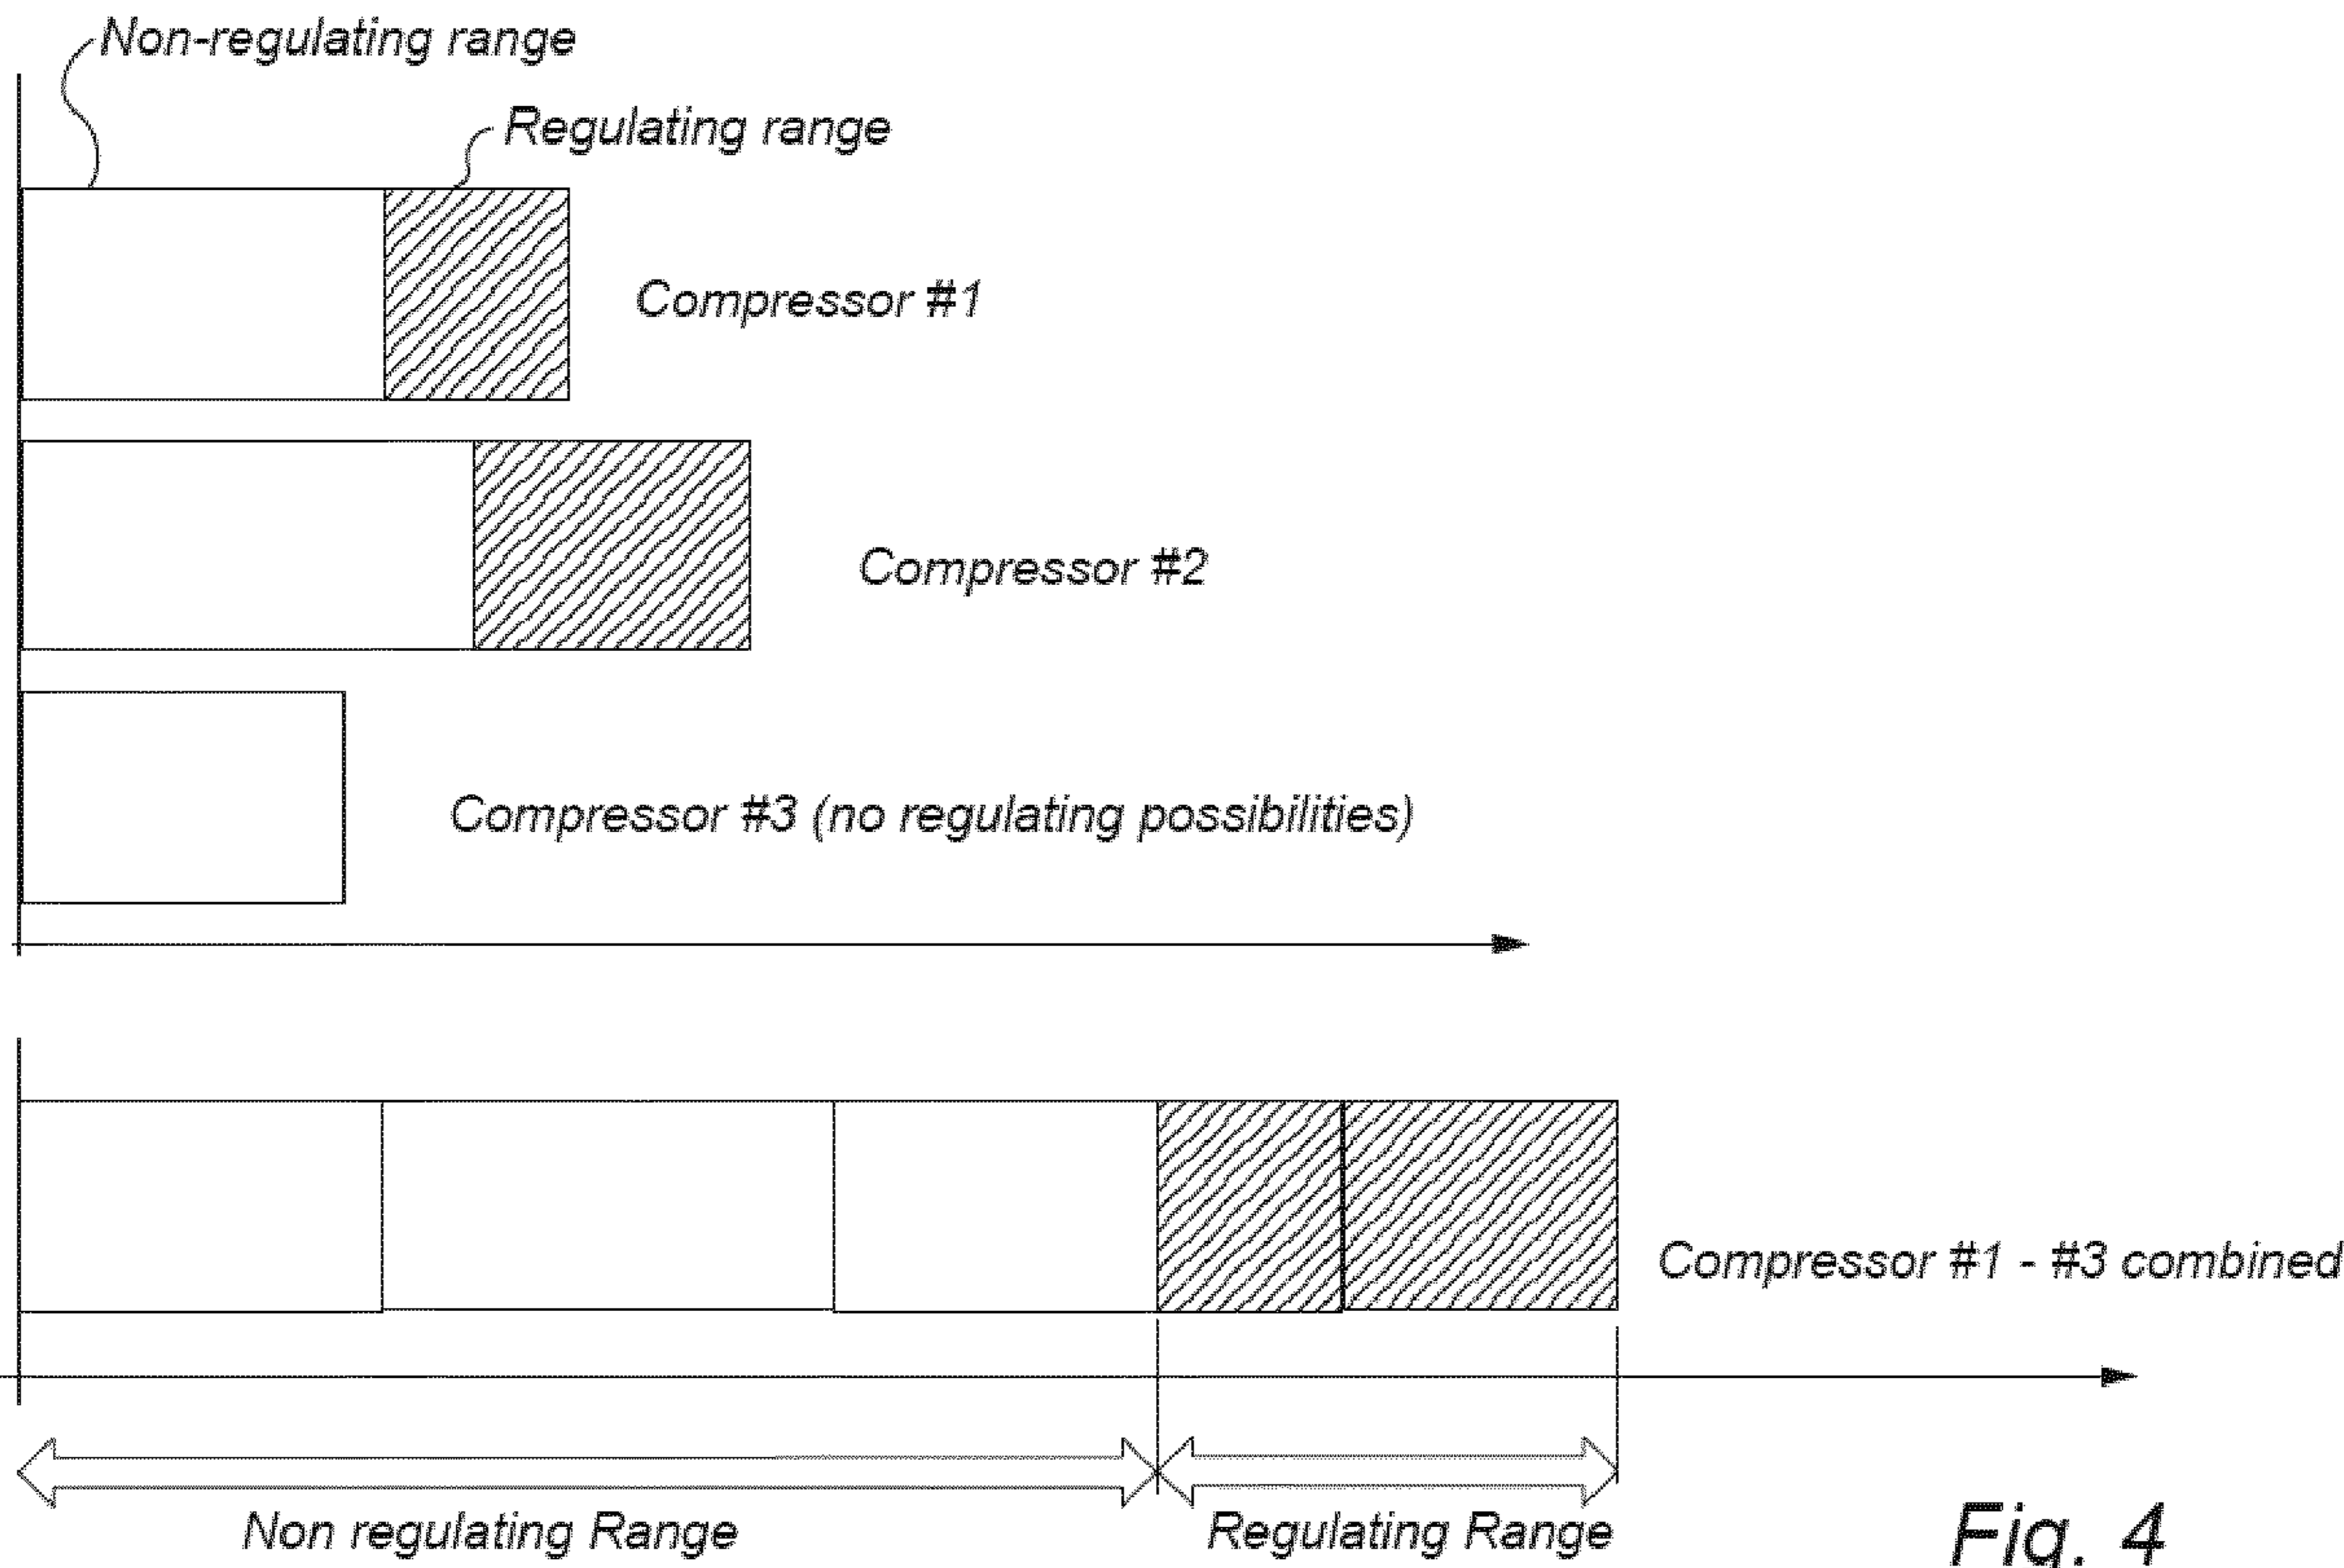 Non-regulating range
Regulating range
Compressor #1
Compressor #2
Compressor #3 (no regulating possibilities)
Compressor #1 - #3 combined
Non regulating Range
Regulating Range
Fig. 4